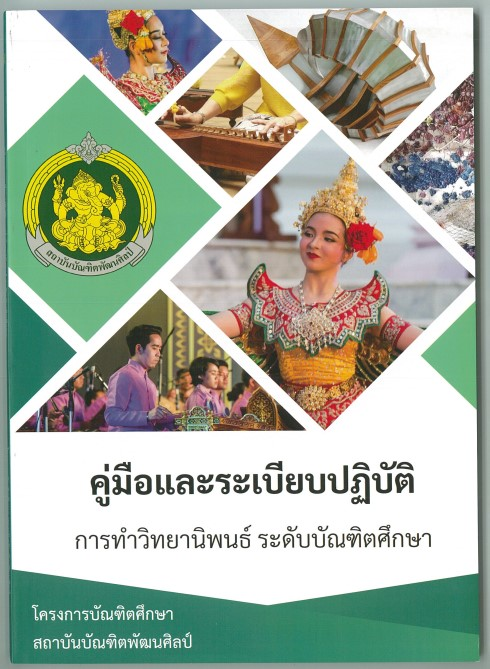 สถาบันบัณฑิตพัฒนศิลป์
คู่มือและระเบียบปฏิบัติ
การทำวิทยานิพนธ์ ระดับบัณฑิตศึกษา
โครงการบัณฑิตศึกษา
สถาบันบัณฑิตพัฒนศิลป์